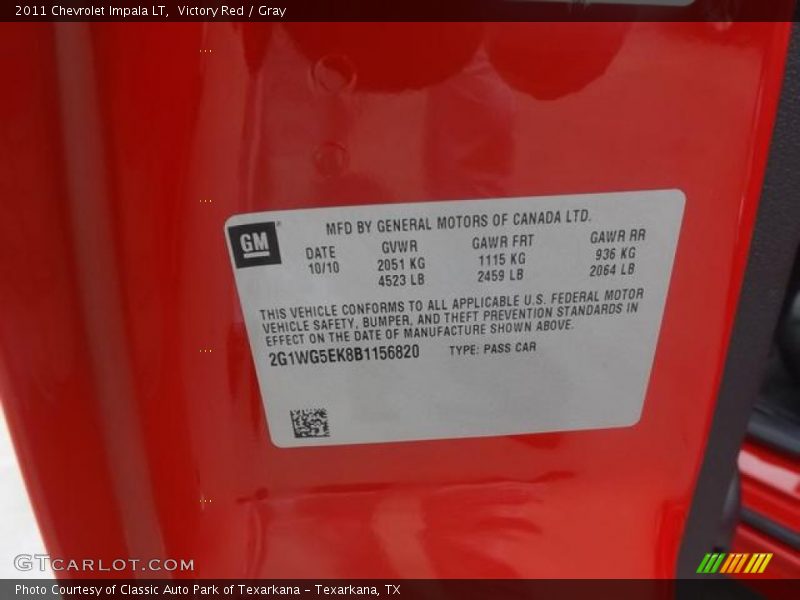 2011 Chevrolet Impala LT,  Victory Red / Gray
GM
MFD BY GENERAL MOTORS OF CANADA LTD.
DATE GVWR GAWR FRT GAWR RR
10/10 2051 KG 1115 KG 936 KG
4523 LB 2459 LB 2064 LB
THIS VEHICLE CONFORMS TO ALL APPLICABLE U.S. FEDERAL MOTOR
VEHICLE SAFETY, BUMPER, AND THEFT PREVENTION STANDARDS IN
EFFECT ON THE DATE OF MANUFACTURE SHOWN ABOVE.
2G1WG5EK8B1156820 TYPE: PASS CAR
GTCARLOT.COM
Photo Courtesy of Classic Auto Park of Texarkana - Texarkana, TX